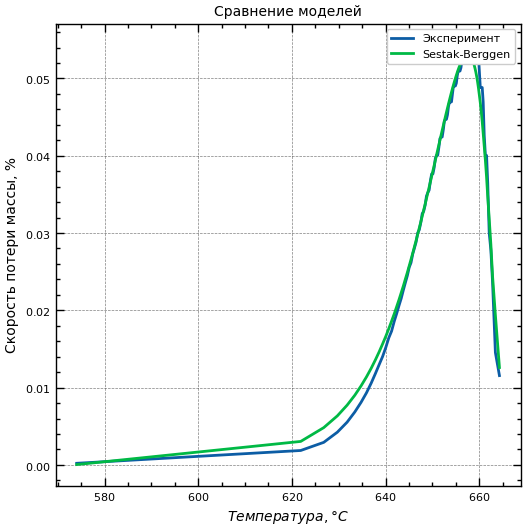 Сравнение моделей
Эксперимент
Sestak-Berggen
Скорость потери массы, %
0.05
0.04
0.03
0.02
0.01
0.00
580 600 620 640 660
Температура, °C